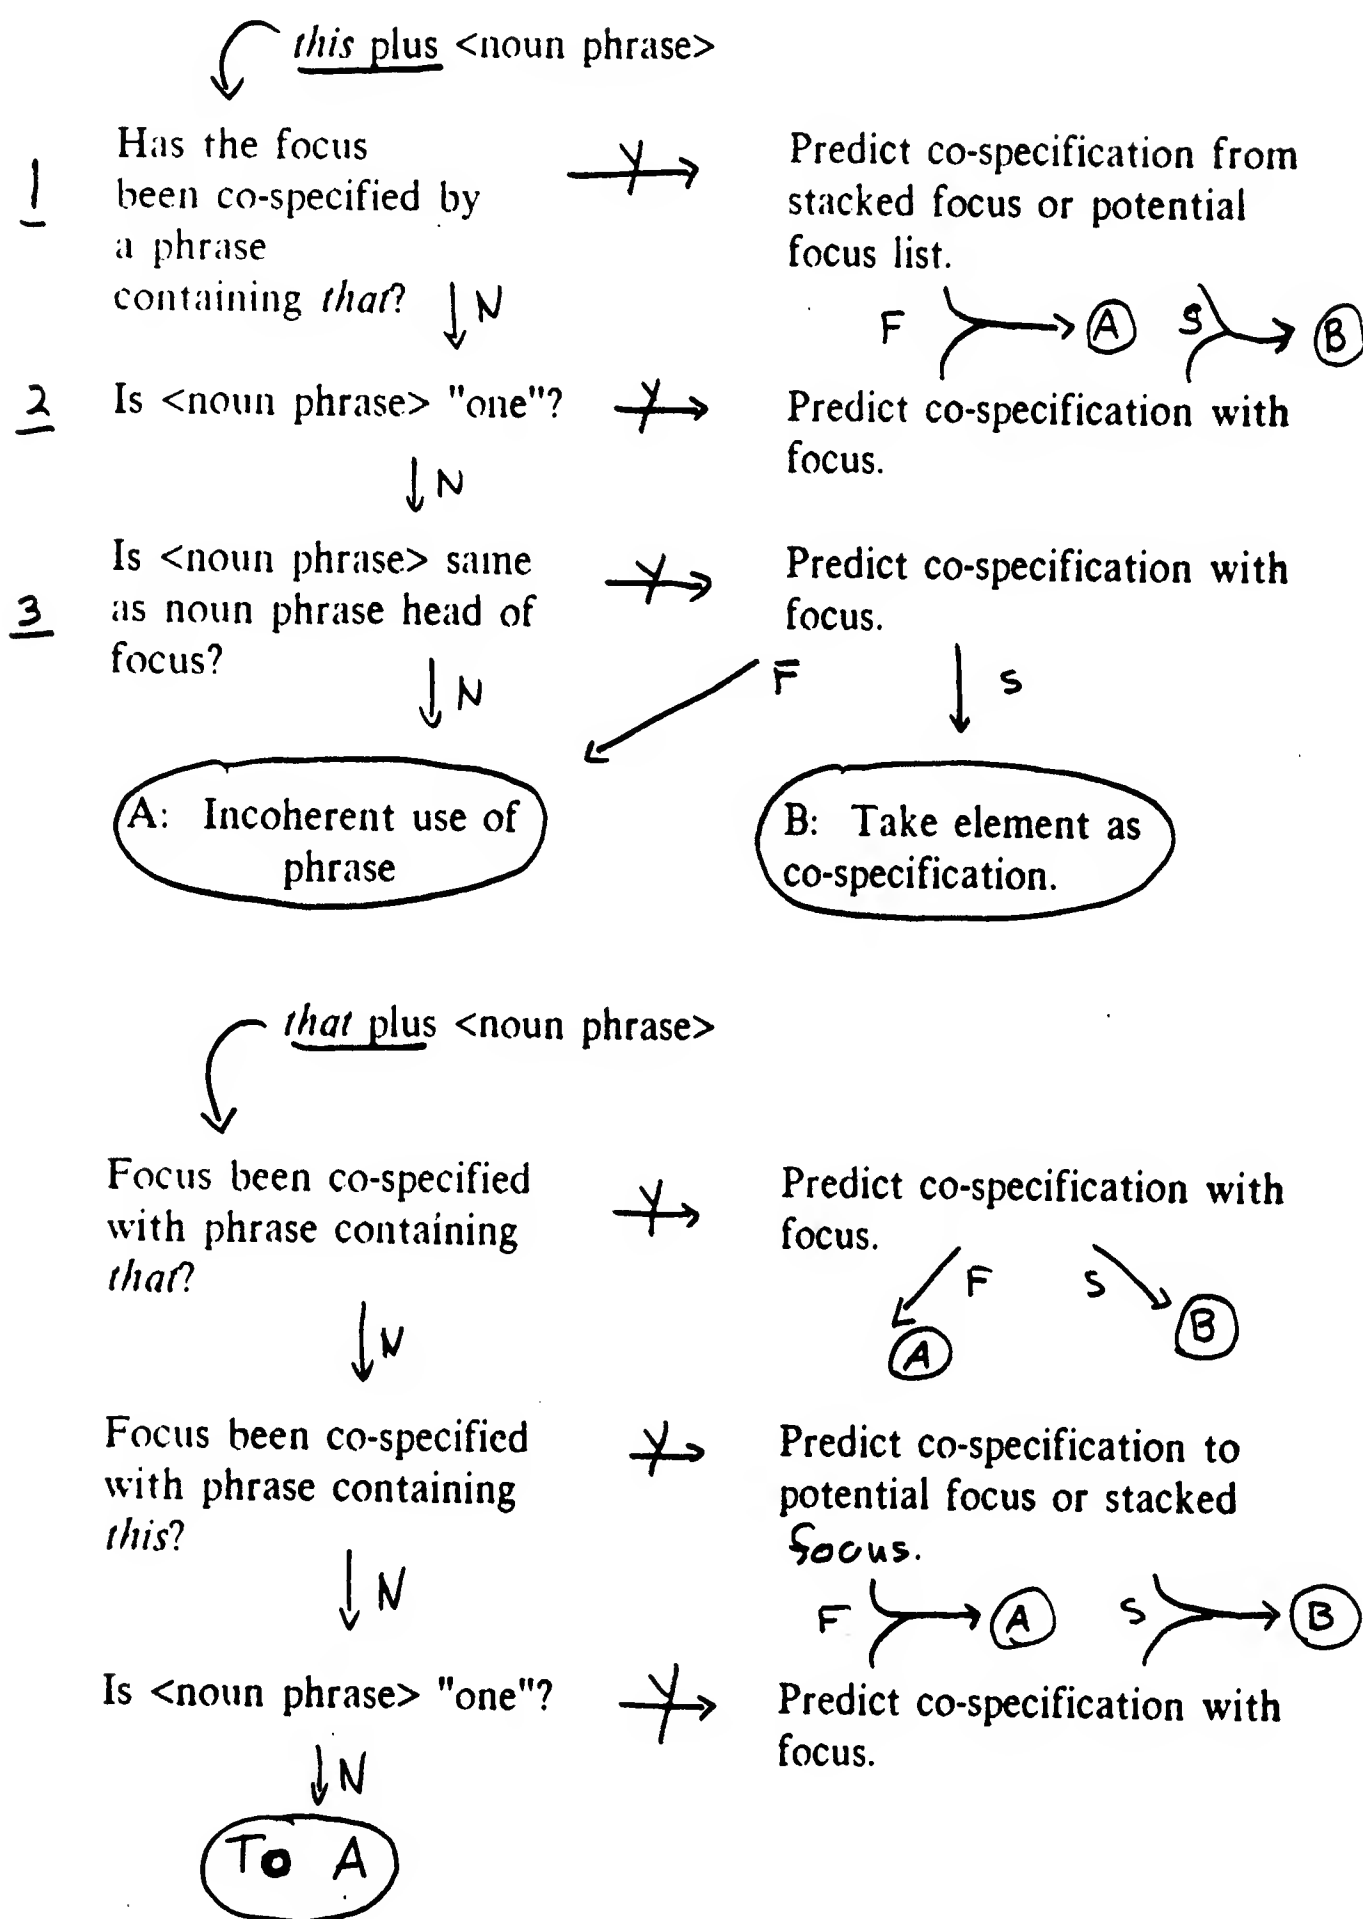 this plus <noun phrase>
1
Has the focus
been co-specified by
a phrase
containing that?
Y
N
Predict co-specification from
stacked focus or potential
focus list.
F A S B
2
Is <noun phrase> "one"?
Y
N
Predict co-specification with
focus.
3
Is <noun phrase> same
as noun phrase head of
focus?
Y
N
Predict co-specification with
focus.
F
S
A: Incoherent use of
phrase
B: Take element as
co-specification.
that plus <noun phrase>
Focus been co-specified
with phrase containing
that?
Y
N
Predict co-specification with
focus.
F S
A B
Focus been co-specified
with phrase containing
this?
Y
N
Predict co-specification to
potential focus or stacked
focus.
F A S B
Is <noun phrase> "one"?
Y
N
Predict co-specification with
focus.
To A